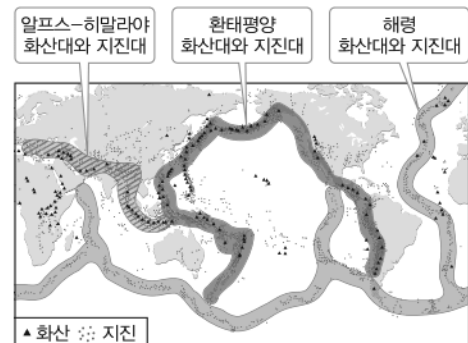 알프스-히말라야
화산대와 지진대
환태평양
화산대와 지진대
해령
화산대와 지진대
▲ 화산 지진